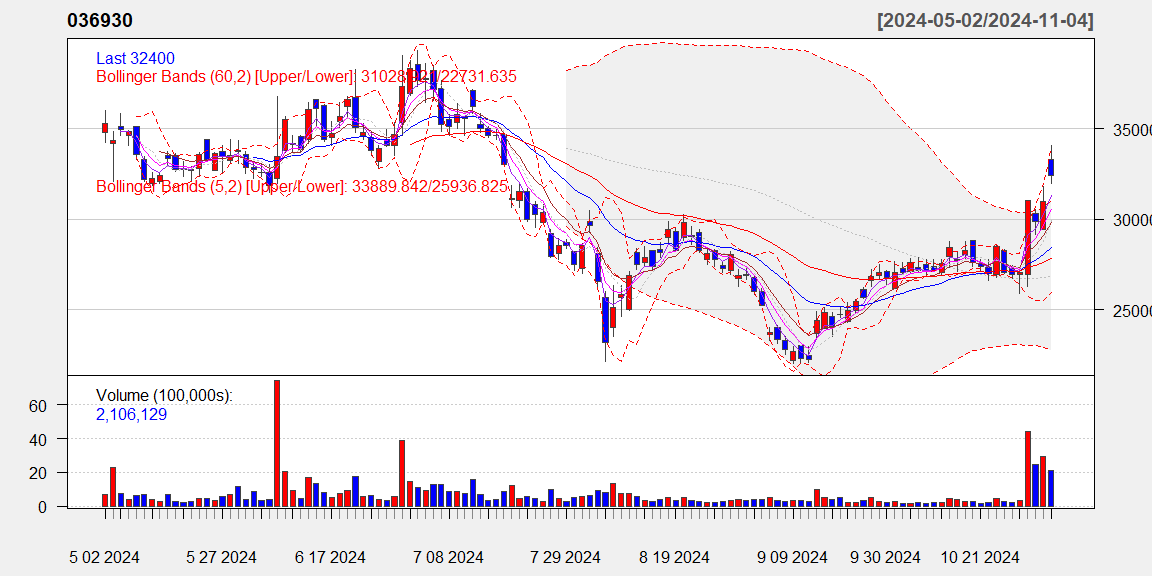 036930 [2024-05-02/2024-11-04]
Last 32400
Bollinger Bands (60,2) [Upper/Lower]: /22731.635
Bollinger Bands (5,2) [Upper/Lower]: 33889.842/25936.825
35000
30000
25000
Volume (100,000s):
2,106,129
60
40
20
0
5 02 2024 5 27 2024 6 17 2024 7 08 2024 7 29 2024 8 19 2024 9 09 2024 9 30 2024 10 21 2024